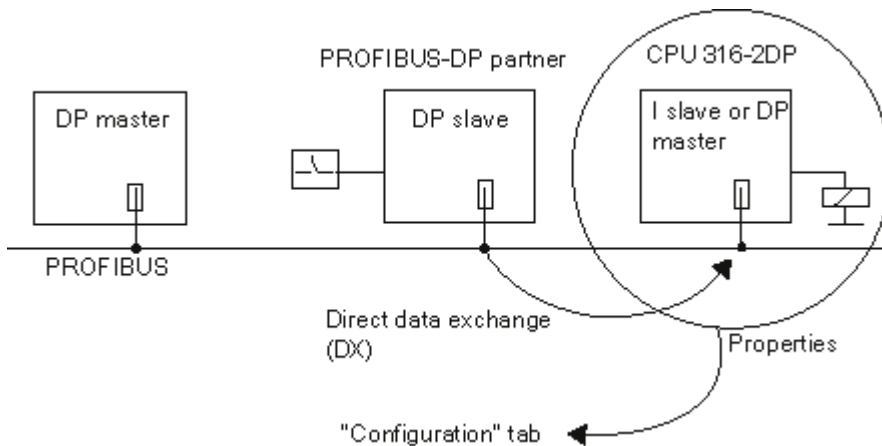 PROFIBUS-DP partner
CPU 316-2DP
DP master
DP slave
I slave or DP
master
PROFIBUS
Direct data exchange
(DX)
Properties
"Configuration" tab